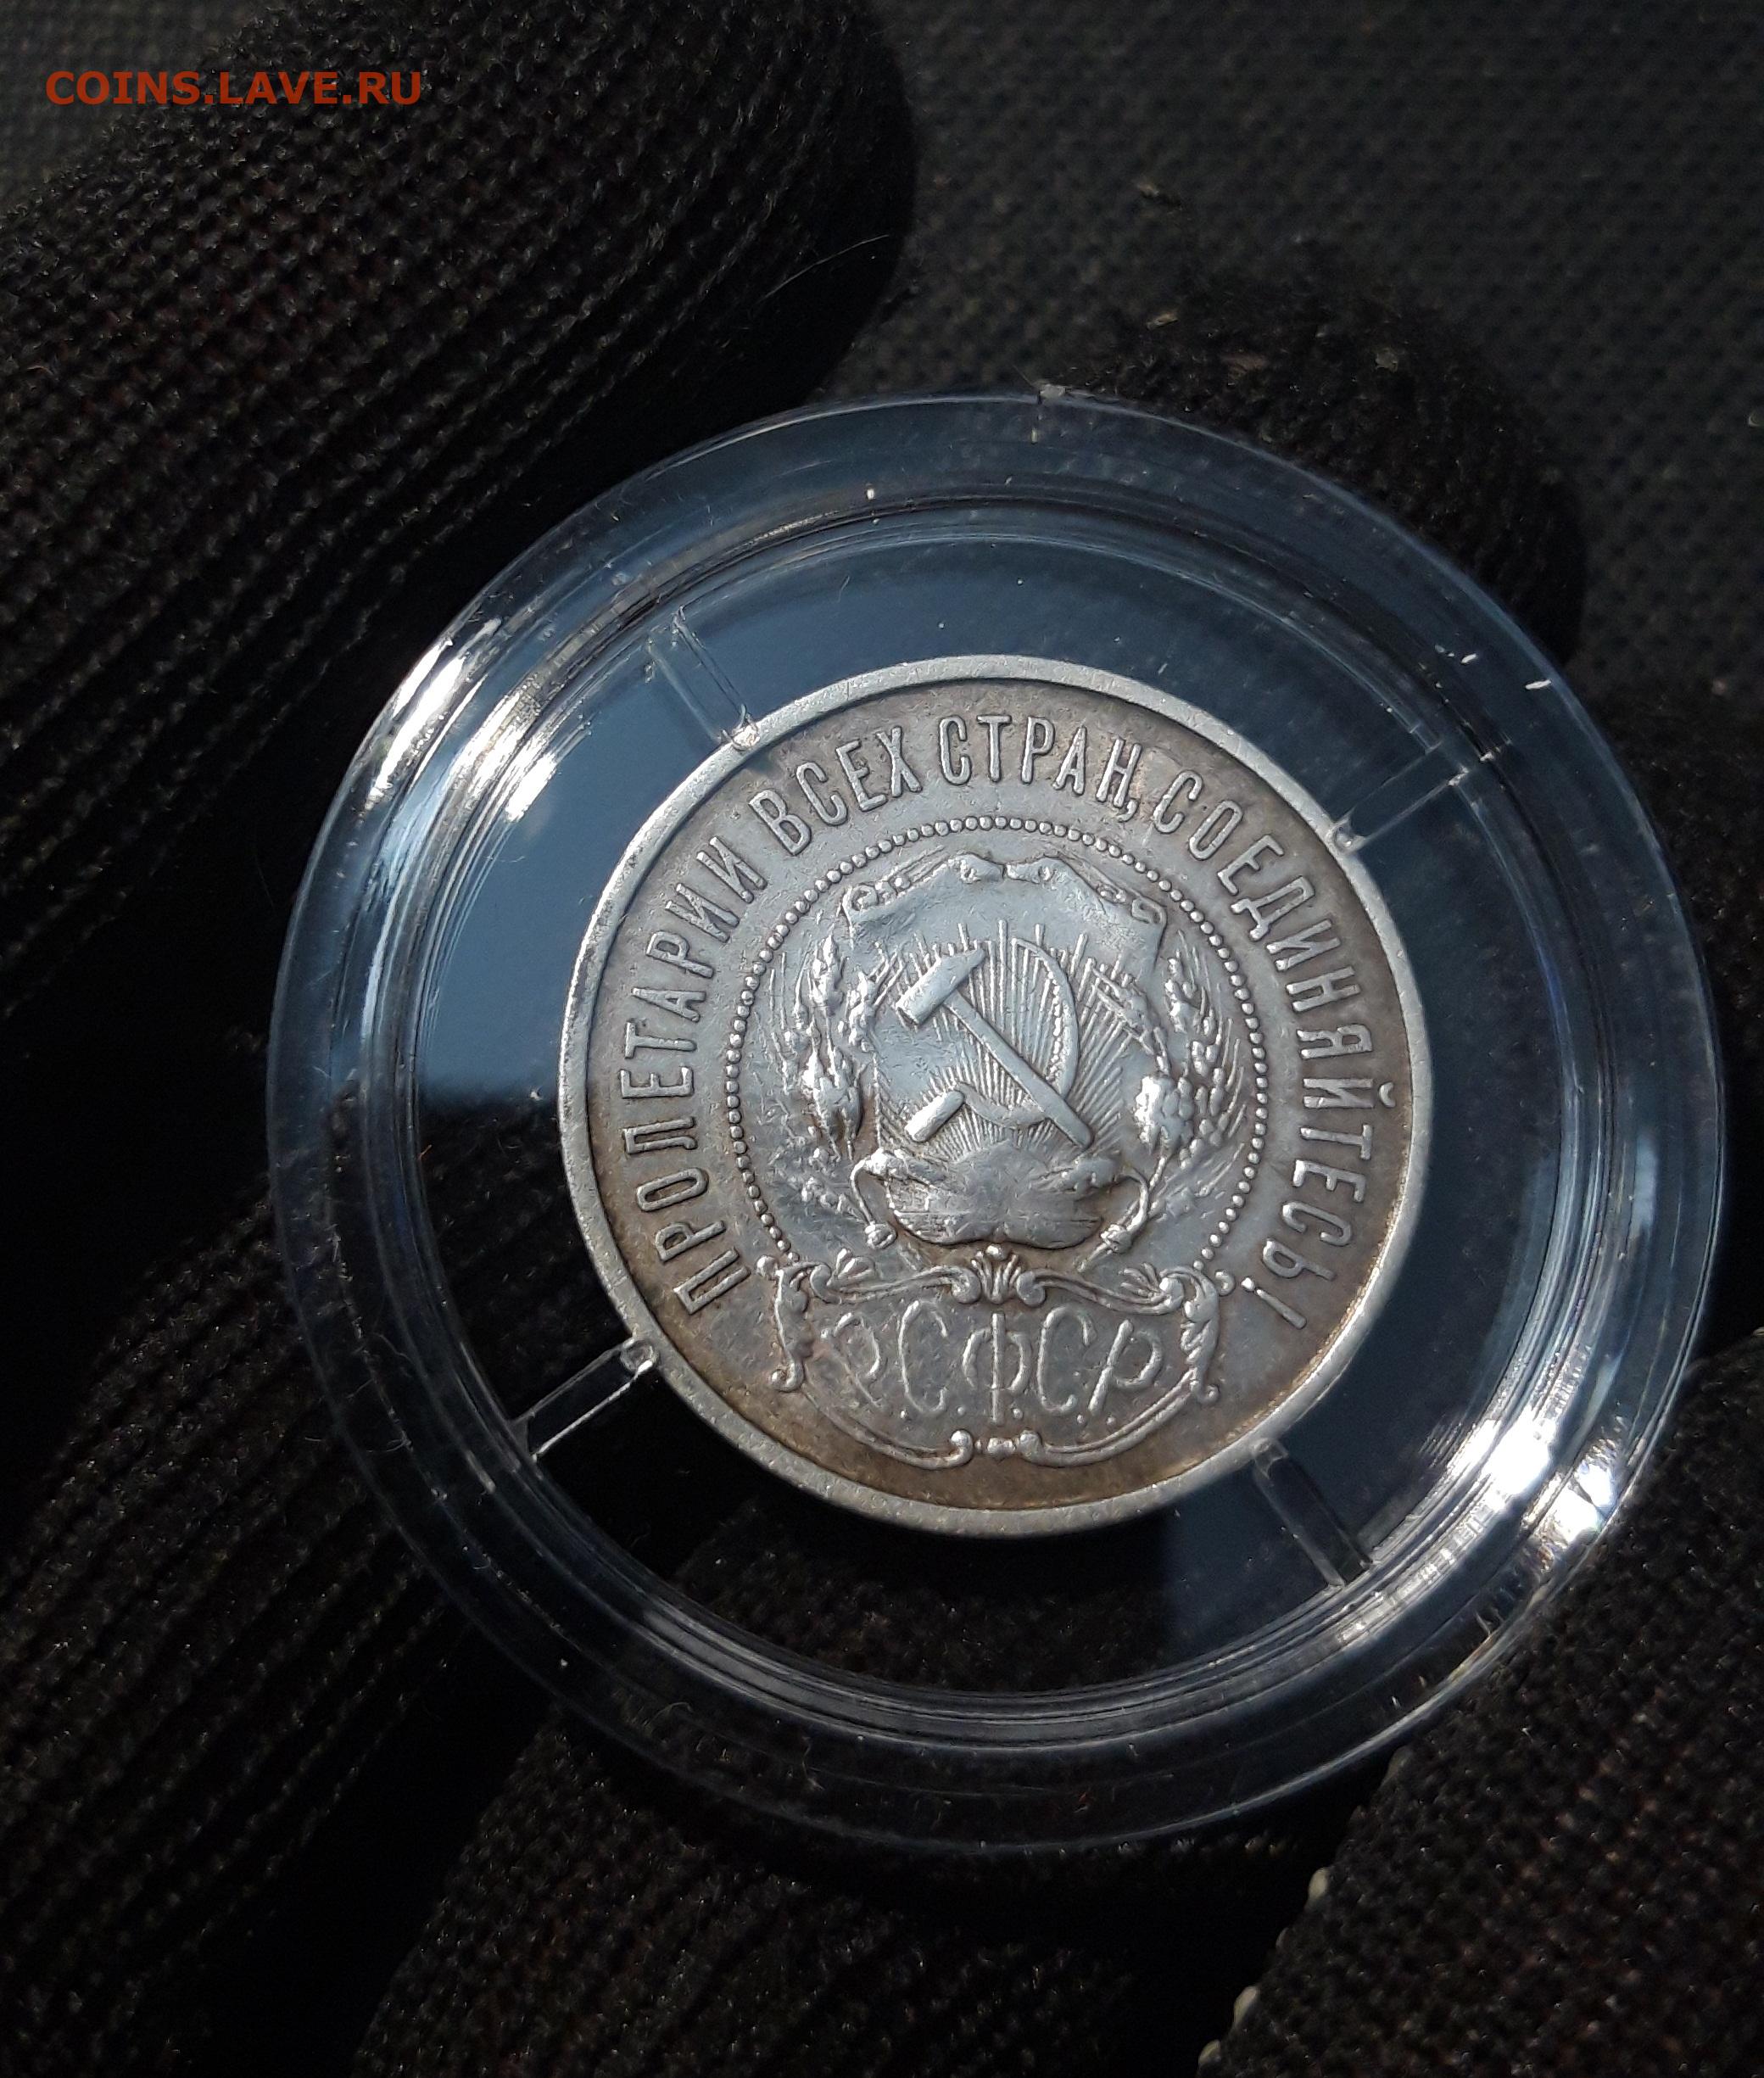 COINS.LAVE.RU
ПРОЛЕТАРИИ ВСЕХ СТРАН, СОЕДИНЯЙТЕСЬ!
Р.С.Ф.С.Р.